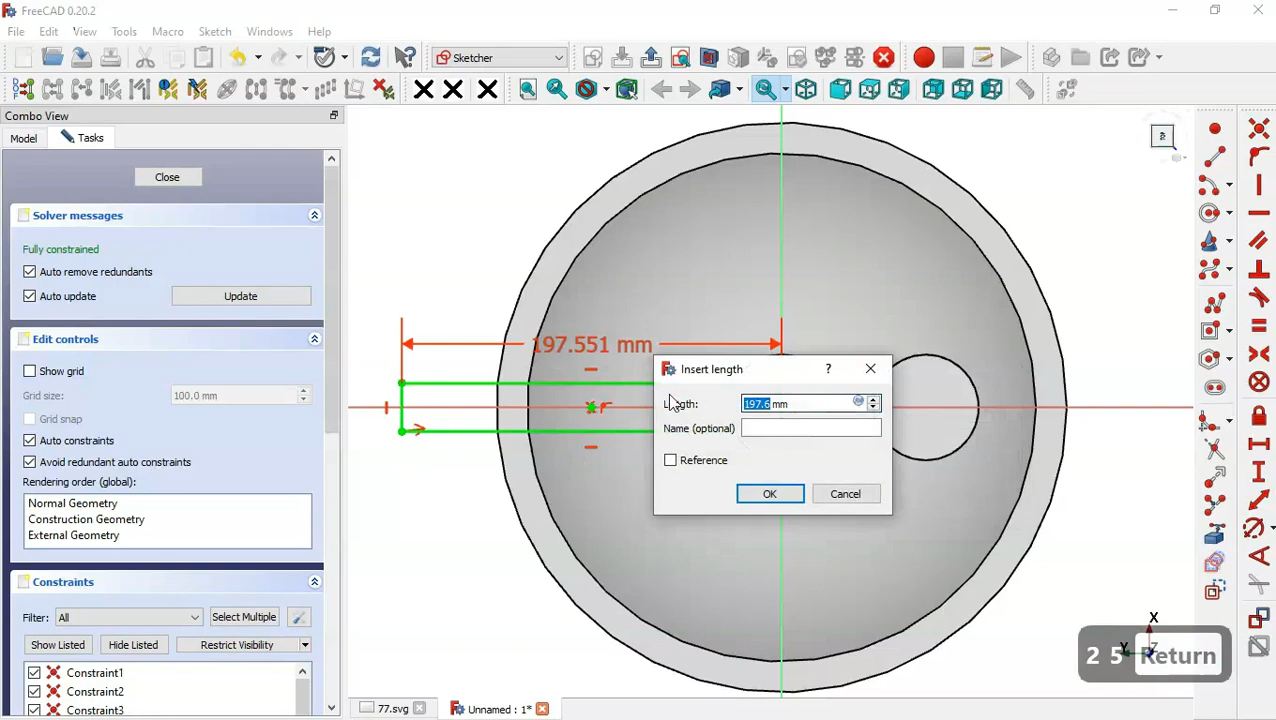 FreeCAD 0.20.2
File Edit View Tools Macro Sketch Windows Help
Sketcher
Combo View
Model
Tasks
Close
Solver messages
Fully constrained
Auto remove redundants
Auto update
Update
Edit controls
Show grid
Grid size:
100.0 mm
Grid snap
Auto constraints
Avoid redundant auto constraints
Rendering order (global):
Normal Geometry
Construction Geometry
External Geometry
Constraints
Filter:
All
Select Multiple
Show Listed
Hide Listed
Restrict Visibility
Constraint1
Constraint2
Constraint3
197.551 mm
Insert length
?
Length:
197.6 mm
Name (optional)
Reference
OK
Cancel
X
Y
Z
2 5 Return
77.svg
Unnamed : 1*